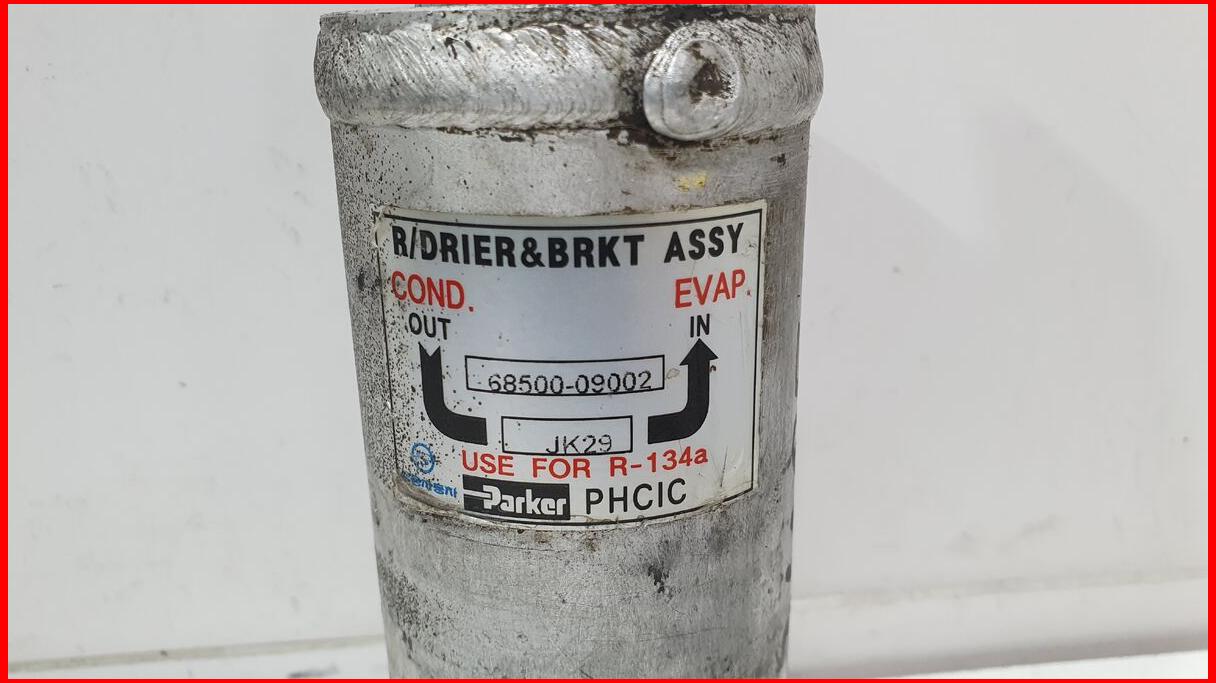 R/DRIER&BRKT ASSY
COND. EVAP.
OUT IN
68500-09002
JK29
USE FOR R-134a
Parker PHCIC